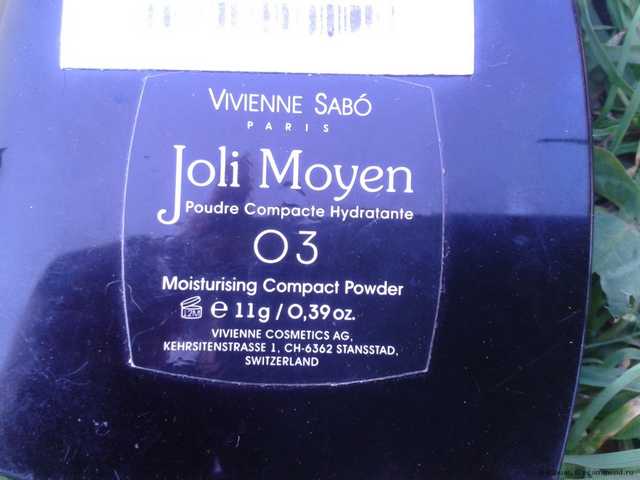 VIVIENNE SABÓ
PARIS
Joli Moyen
Poudre Compacte Hydratante
03
Moisturising Compact Powder
12M e 11g / 0,39 oz.
VIVIENNE COSMETICS AG,
KEHRSITENSTRASSE 1, CH-6362 STANSSTAD,
SWITZERLAND